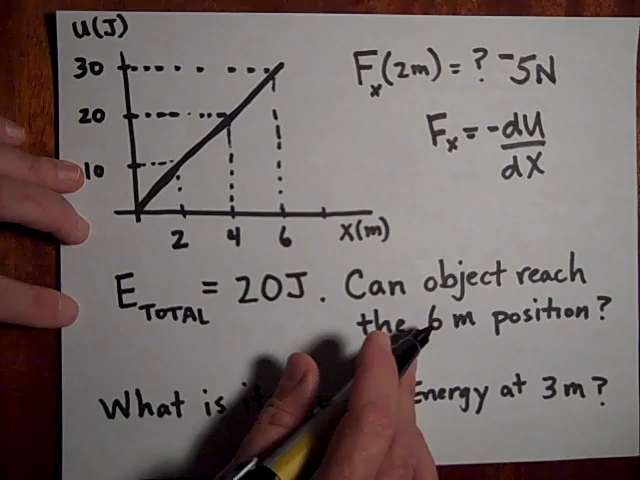 U(J)
30
20
10
2 4 6 X(m)
Fx(2m) = ? -5N
Fx = -dU
dX
ETOTAL = 20J. Can object reach
the 6 m position?
What is Energy at 3m?